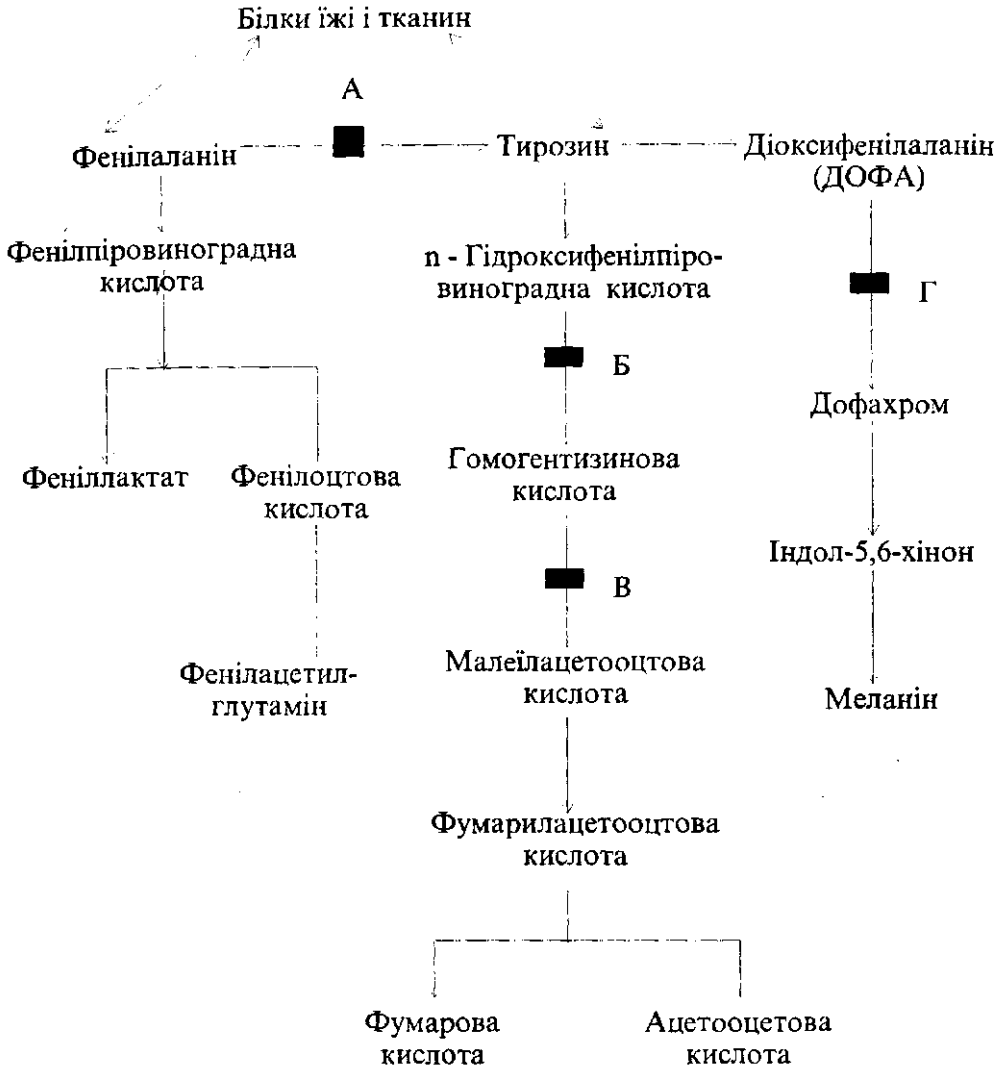 Білки їжі і тканин
А
Фенілаланін
Тирозин
Діоксифенілаланін
(ДОФА)
Фенілпіровиноградна
кислота
n - Гідроксифенілпіро-
виноградна кислота
Г
Б
Дофахром
Феніллактат
Фенілоцтова
кислота
Гомогентизинова
кислота
Індол-5,6-хінон
В
Фенілацетил-
глутамін
Малеїлацетооцтова
кислота
Меланін
Фумарилацетооцтова
кислота
Фумарова
кислота
Ацетооцетова
кислота